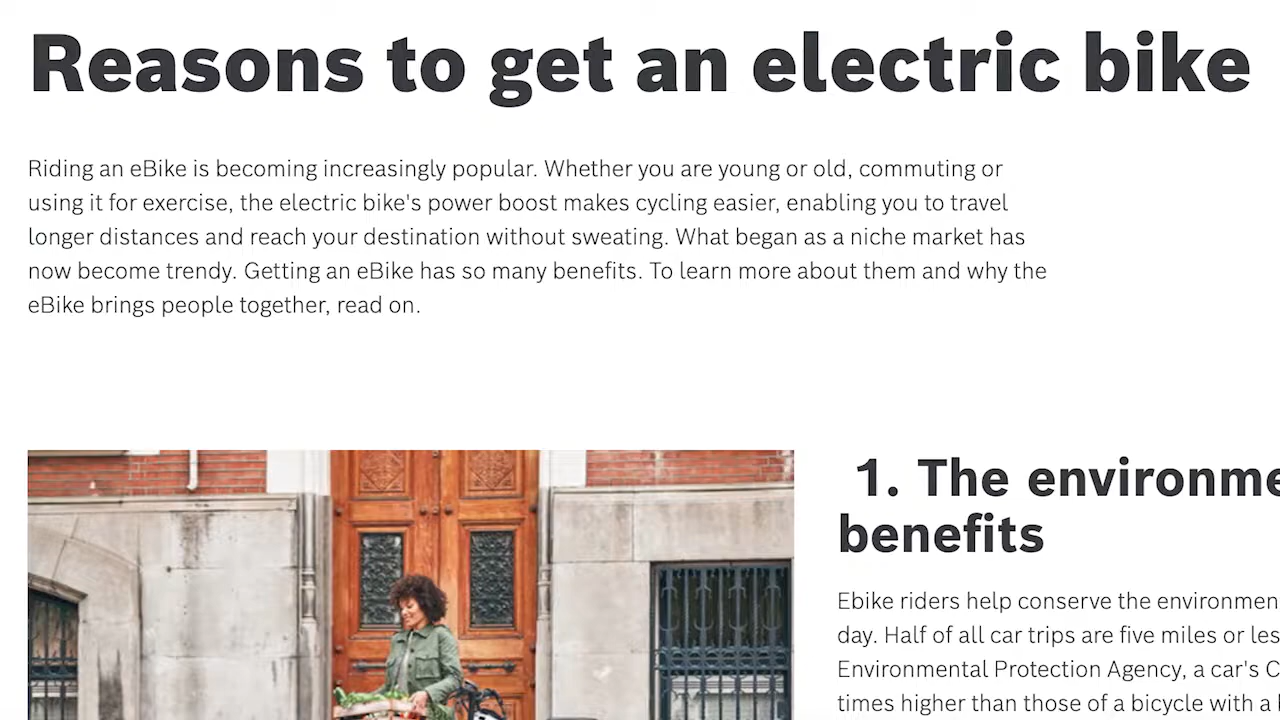 Reasons to get an electric bike
Riding an eBike is becoming increasingly popular. Whether you are young or old, commuting or
using it for exercise, the electric bike's power boost makes cycling easier, enabling you to travel
longer distances and reach your destination without sweating. What began as a niche market has
now become trendy. Getting an eBike has so many benefits. To learn more about them and why the
eBike brings people together, read on.
1. The
benefits
Ebike riders help conserve the
day. Half of all car trips are five miles or
Environmental Protection Agency, a car's
times higher than those of a bicycle with a